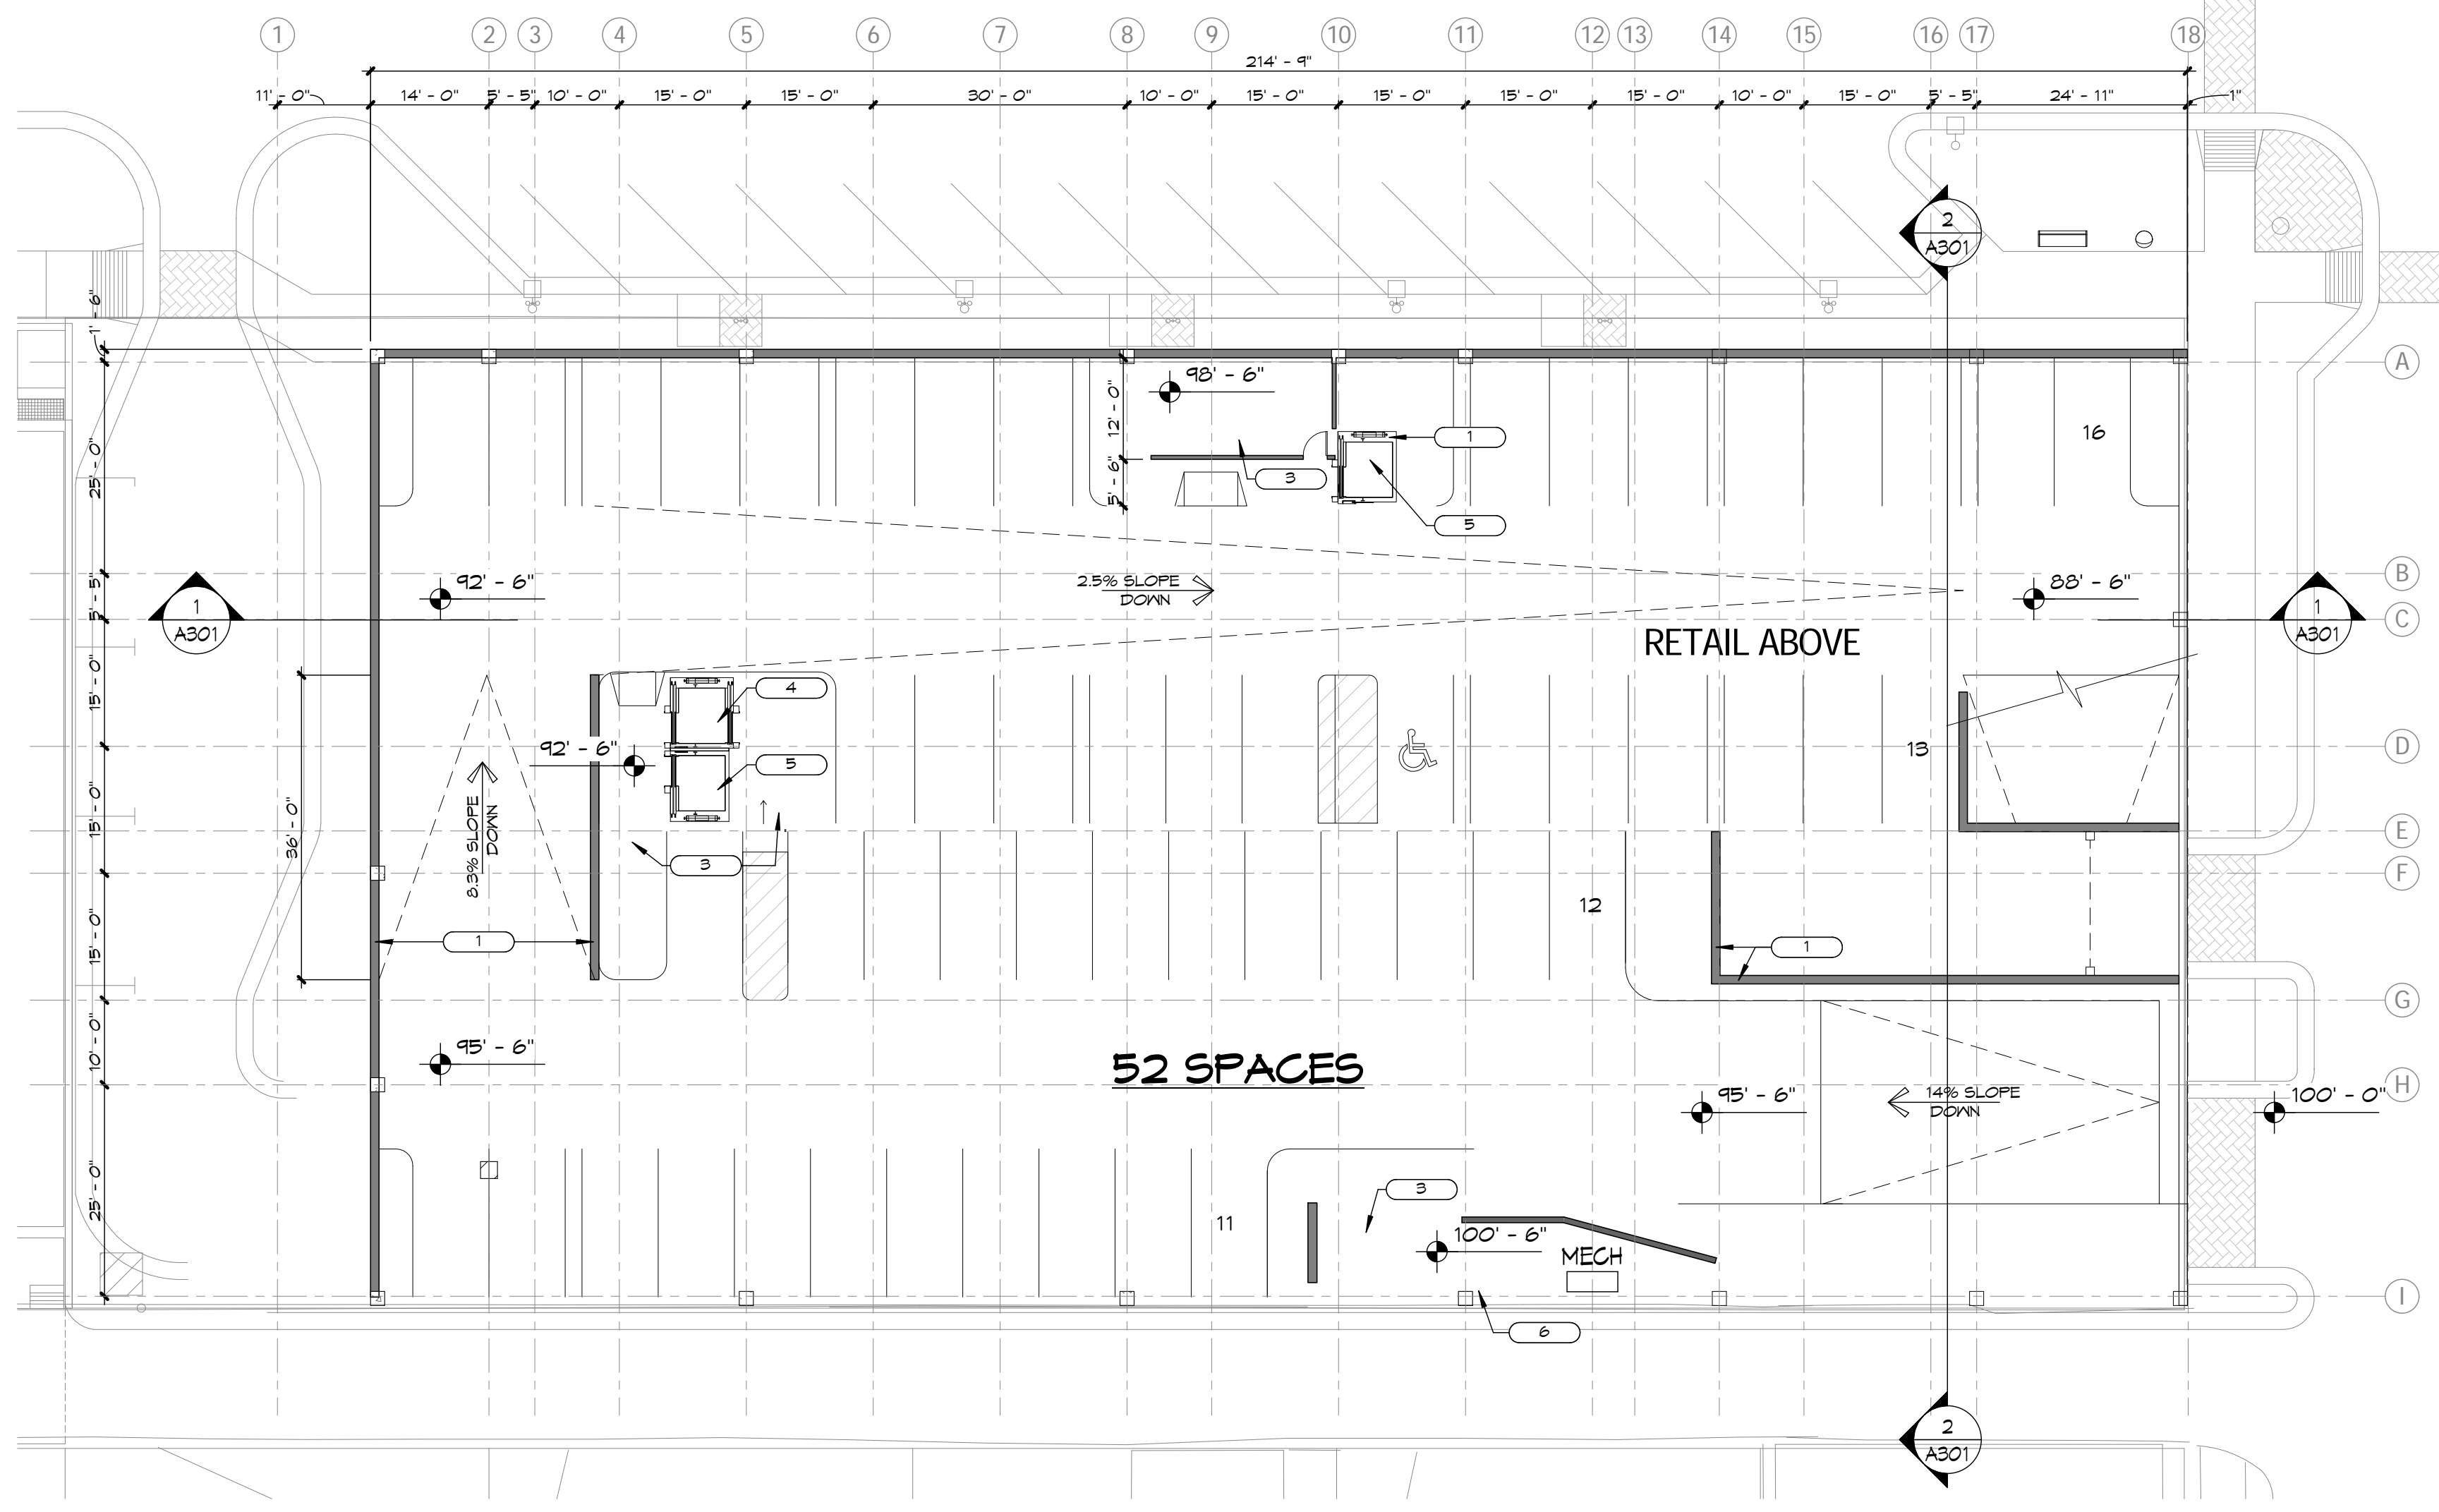 1 2 3 4 5 6 7 8 9 10 11 12 13 14 15 16 17 18
214' - 9"
11' - 0" 14' - 0" 5' - 5" 10' - 0" 15' - 0" 15' - 0" 30' - 0" 10' - 0" 15' - 0" 15' - 0" 15' - 0" 15' - 0" 10' - 0" 15' - 0" 5' - 5" 24' - 11" 1"
2
A301
1' - 6"
A
98' - 6"
12' - 0"
1
16
25' - 0"
3
5' - 6"
5
B
5' - 5"
92' - 6"
2.5% SLOPE
DOWN
88' - 6"
1
A301
C
1
A301
RETAIL ABOVE
15' - 0"
4
92' - 6"
13
D
5
36' - 0"
8.3% SLOPE
DOWN
15' - 0"
E
3
F
12
15' - 0"
1
1
G
10' - 0"
95' - 6"
52 SPACES
H
95' - 6"
14% SLOPE
DOWN
100' - 0"
25' - 0"
3
11
100' - 6"
MECH
I
6
2
A301